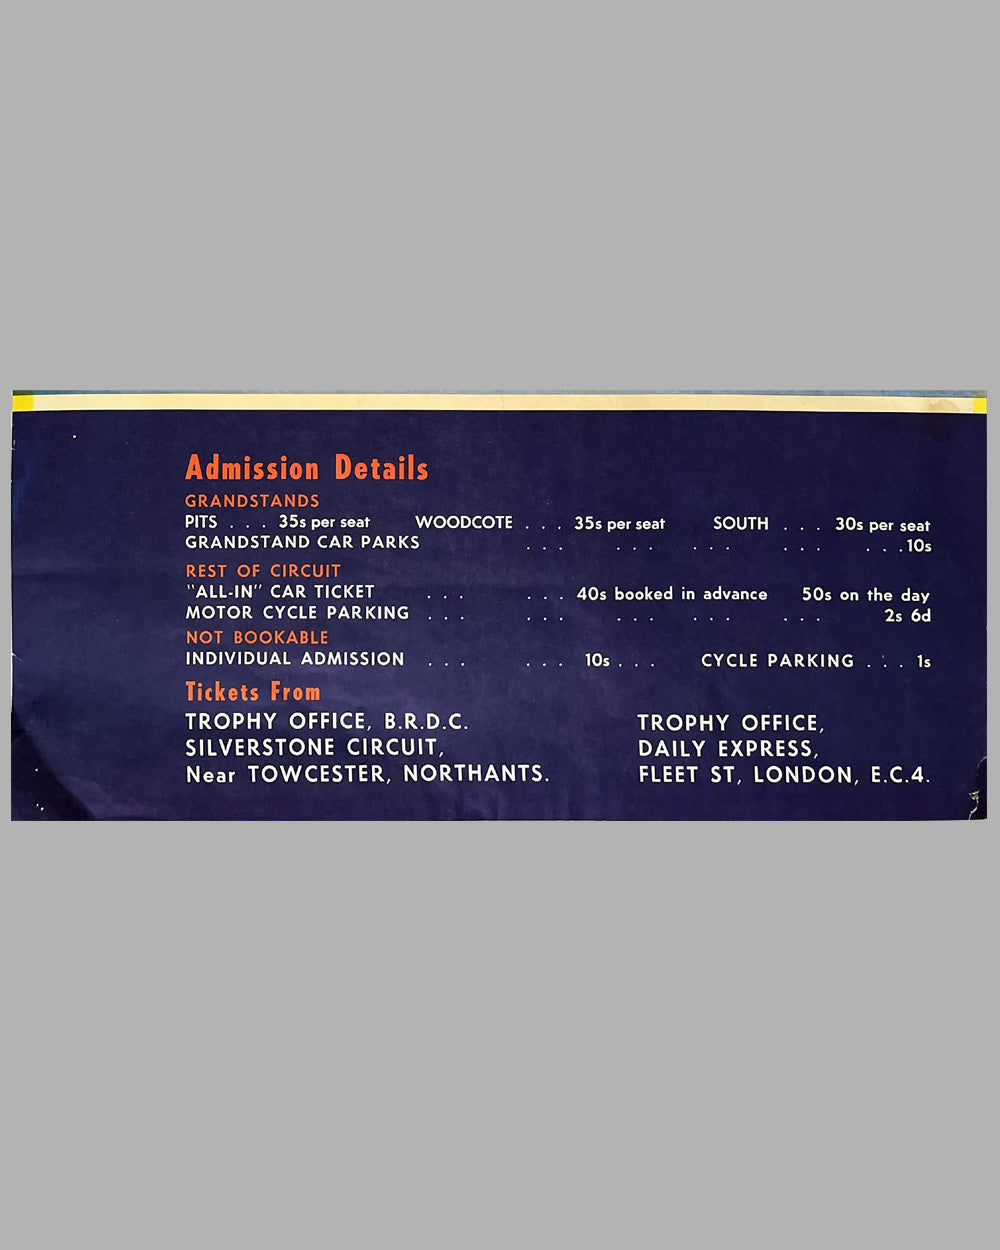 Admission Details
GRANDSTANDS
PITS . . . 35s per seat WOODCOTE . . . 35s per seat SOUTH . . . 30s per seat
GRANDSTAND CAR PARKS . . . . . . . . . . . . . . . 10s
REST OF CIRCUIT
"ALL-IN" CAR TICKET . . . . . . 40s booked in advance 50s on the day
MOTOR CYCLE PARKING . . . . . . . . . . . . . . . 2s 6d
NOT BOOKABLE
INDIVIDUAL ADMISSION . . . . . . 10s . . . CYCLE PARKING . . . 1s
Tickets From
TROPHY OFFICE, B.R.D.C. TROPHY OFFICE,
SILVERSTONE CIRCUIT, DAILY EXPRESS,
Near TOWCESTER, NORTHANTS. FLEET ST, LONDON, E.C.4.